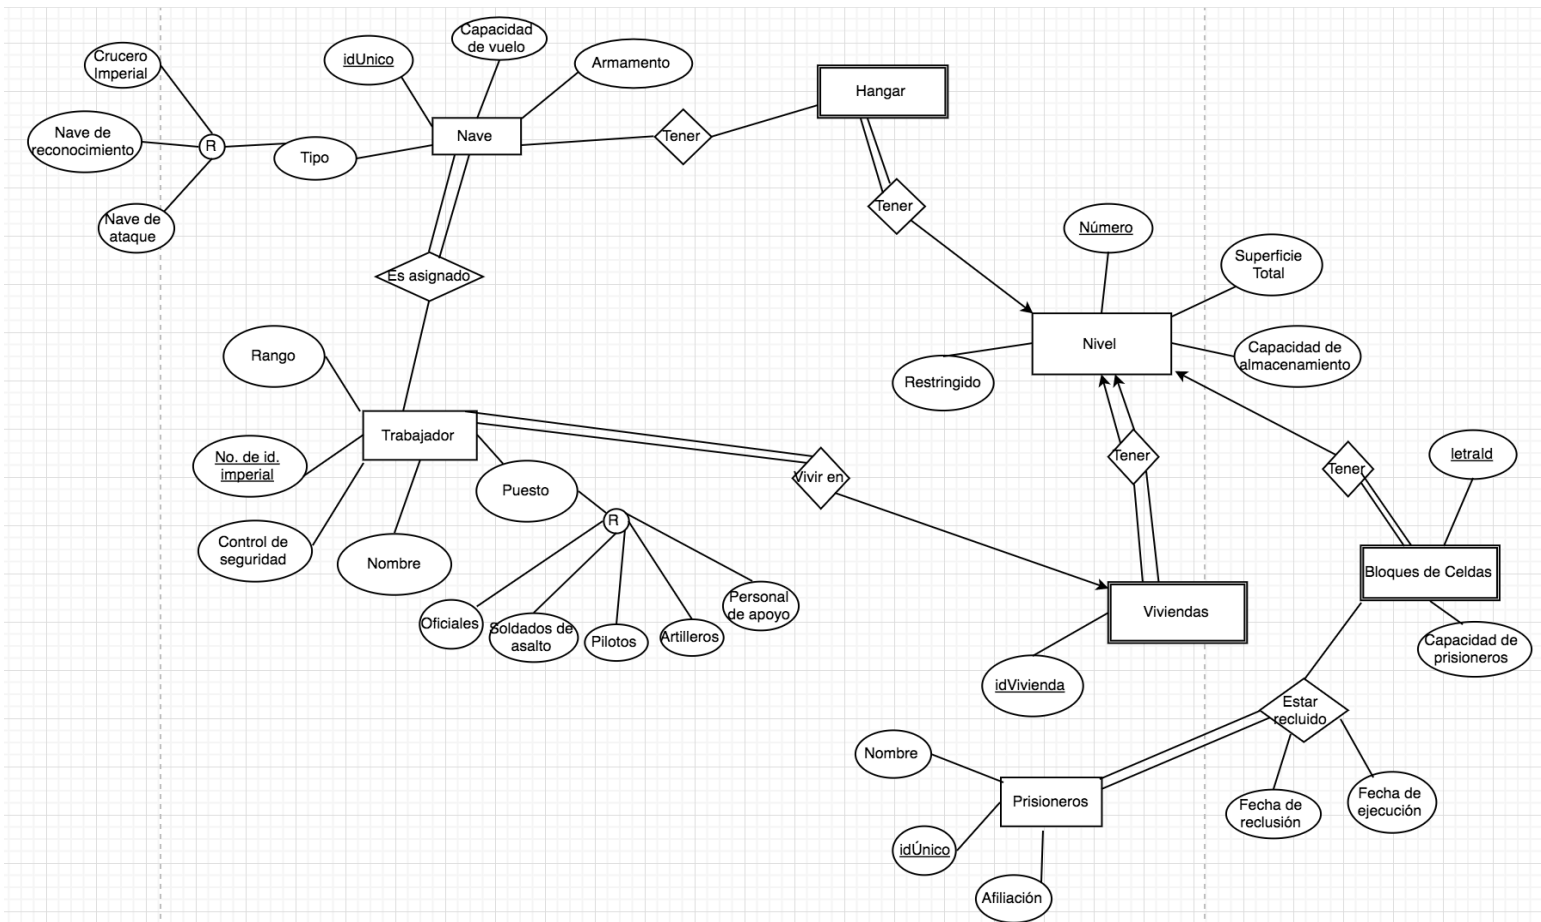 Capacidad
de vuelo
idUnico
Armamento
Crucero
Imperial
Hangar
Nave
Tener
Nave de
reconocimiento
R
Tipo
Tener
Nave de
ataque
Número
Superficie
Total
Es asignado
Nivel
Capacidad de
almacenamiento
Rango
Restringido
Trabajador
Tener
letraId
No. de id.
imperial
Puesto
Vivir en
Tener
R
Control de
seguridad
Nombre
Bloques de Celdas
Personal
de apoyo
Viviendas
Oficiales
Soldados de
asalto
Pilotos
Artilleros
Capacidad de
prisioneros
idVivienda
Estar
recluido
Nombre
Prisioneros
Fecha de
reclusión
Fecha de
ejecución
idÚnico
Afiliación